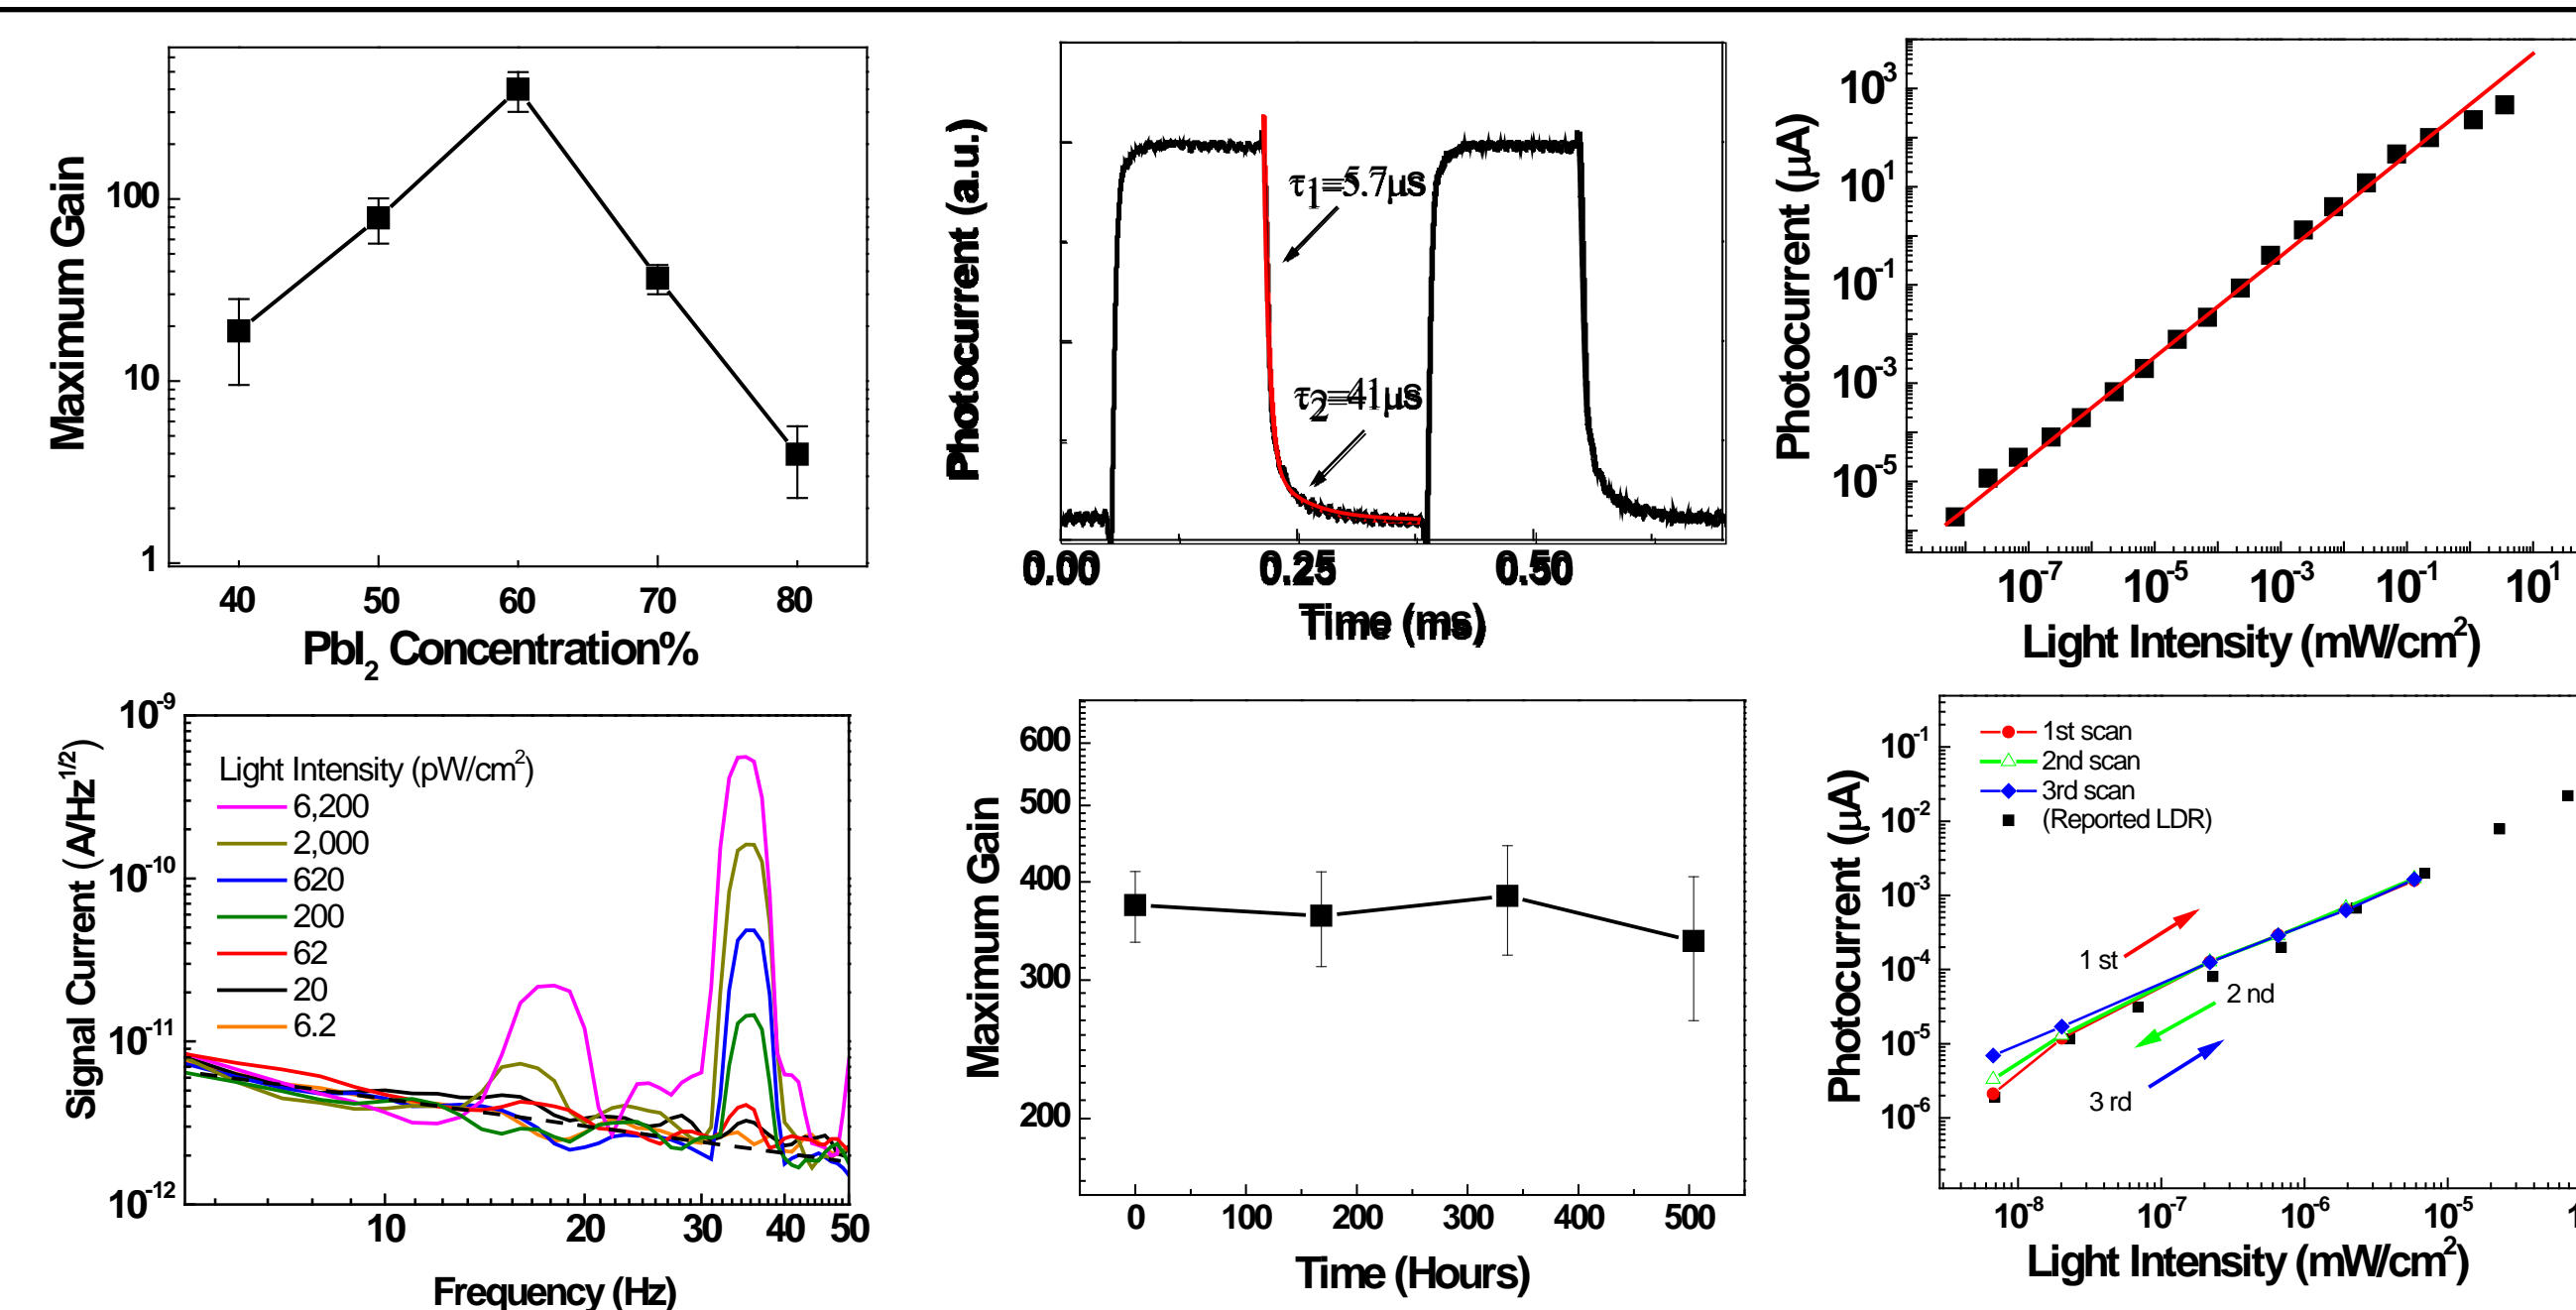 Maximum Gain
100
10
1
40 50 60 70 80
PbI2 Concentration%
Photocurrent (a.u.)
τ1=5.7μs
τ2=41μs
0.00 0.25 0.50
Time (ms)
Photocurrent (μA)
10^3
10^1
10^-1
10^-3
10^-5
10^-7 10^-5 10^-3 10^-1 10^1
Light Intensity (mW/cm^2)
Signal Current (A/Hz^1/2)
10^-9
10^-10
10^-11
10^-12
Light Intensity (pW/cm^2)
6,200
2,000
620
200
62
20
6.2
10 20 30 40 50
Frequency (Hz)
Maximum Gain
600
500
400
300
200
0 100 200 300 400 500
Time (Hours)
Photocurrent (μA)
10^-1
10^-2
10^-3
10^-4
10^-5
10^-6
1st scan
2nd scan
3rd scan
(Reported LDR)
1 st
2 nd
3 rd
10^-8 10^-7 10^-6 10^-5
Light Intensity (mW/cm^2)